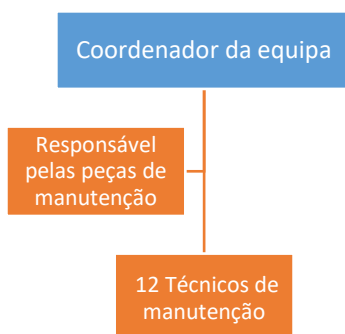 Coordenador da equipa
Responsável
pelas peças de
manutenção
12 Técnicos de
manutenção